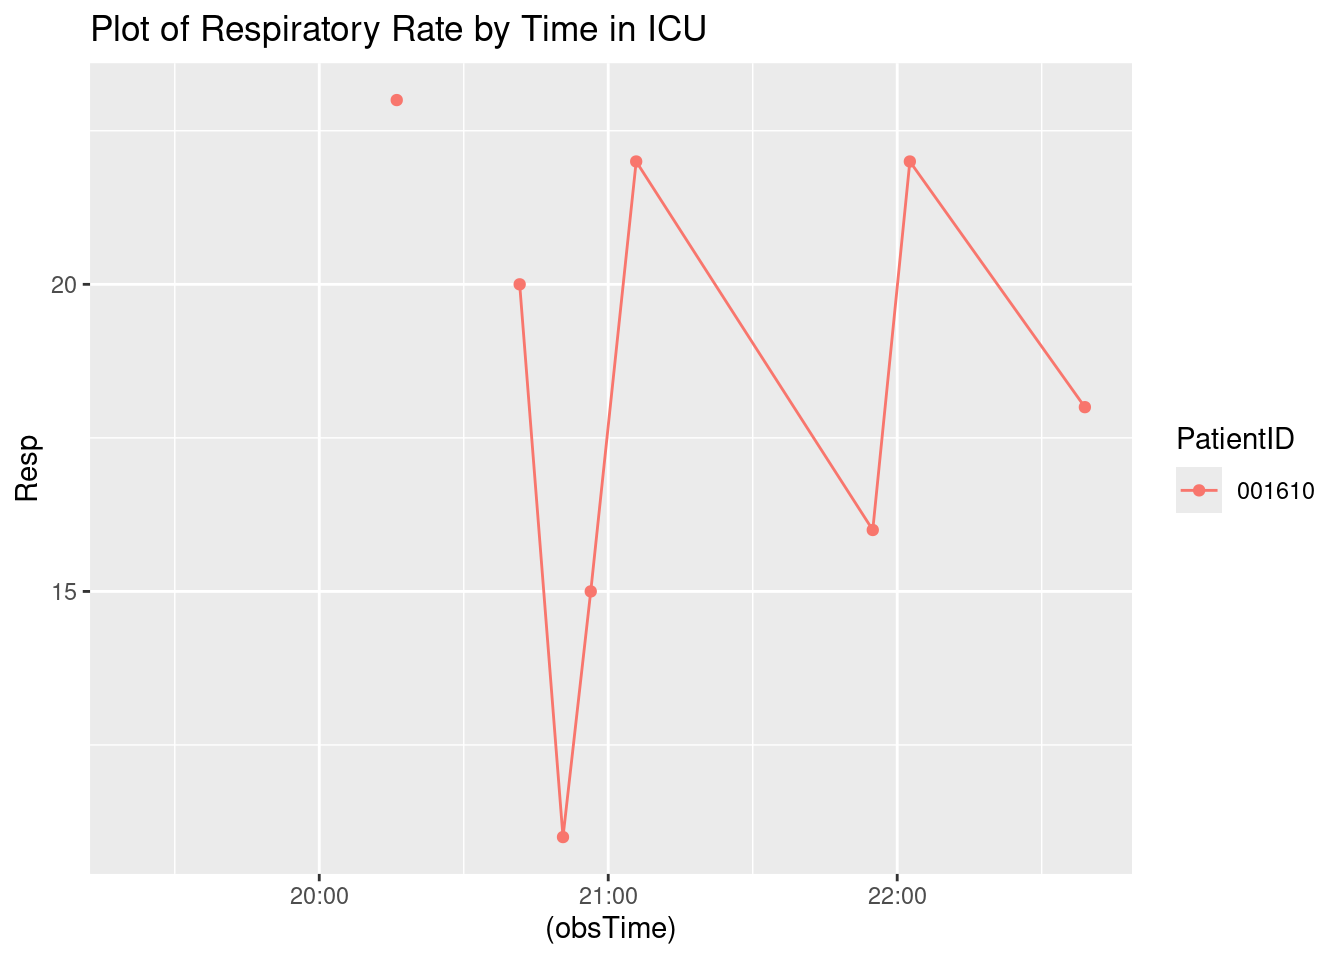 Plot of Respiratory Rate by Time in ICU
Resp
20
15
20:00
21:00
22:00
(obsTime)
PatientID
001610